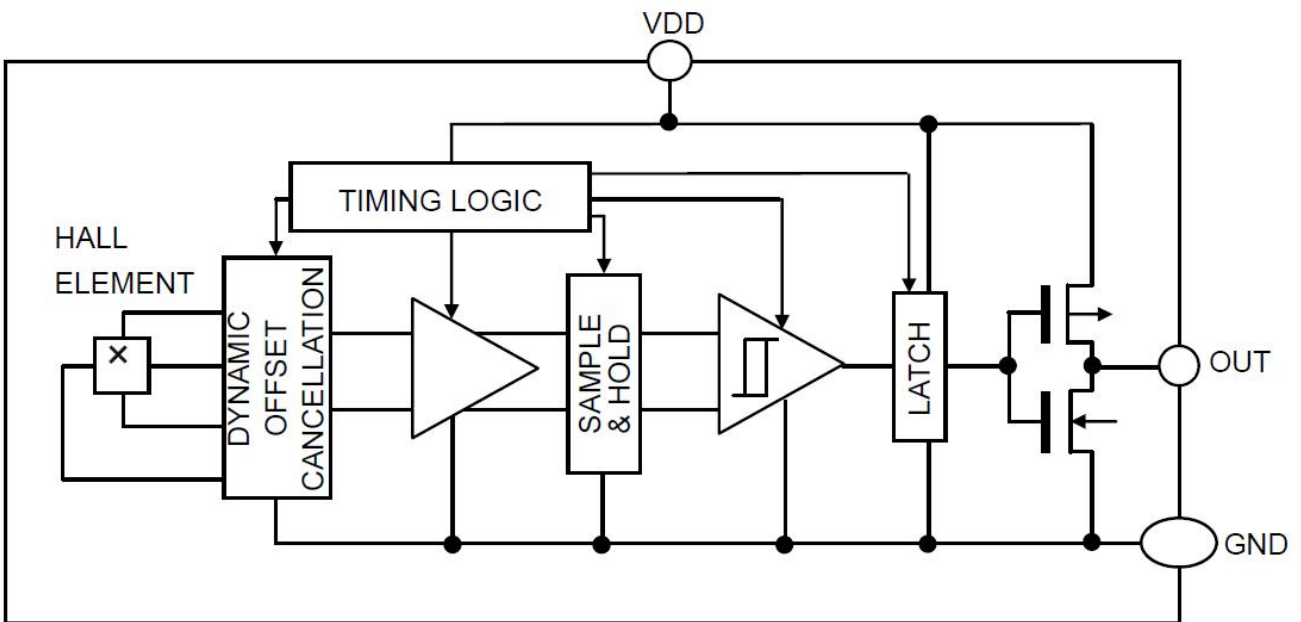 VDD
TIMING LOGIC
HALL
ELEMENT
DYNAMIC
OFFSET
CANCELLATION
SAMPLE
& HOLD
LATCH
OUT
GND